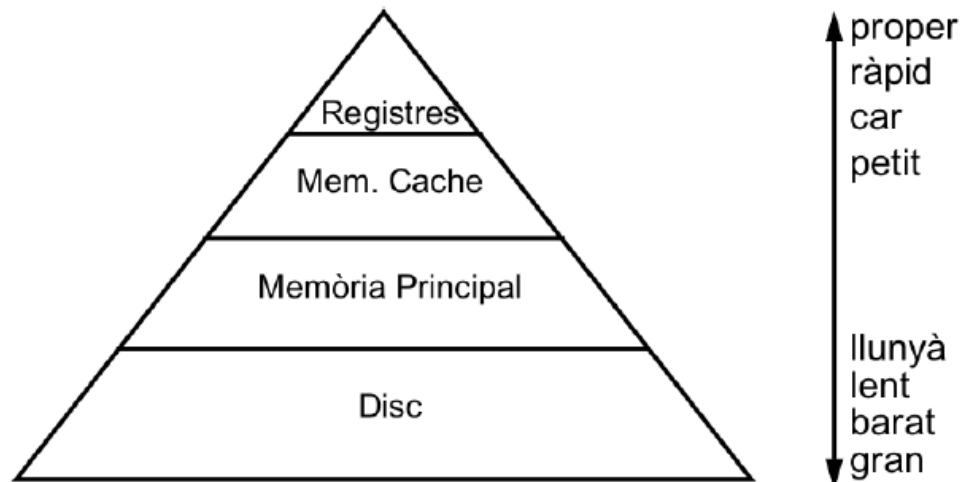 Registres
Mem. Cache
Memòria Principal
Disc
proper
ràpid
car
petit
llunyà
lent
barat
gran